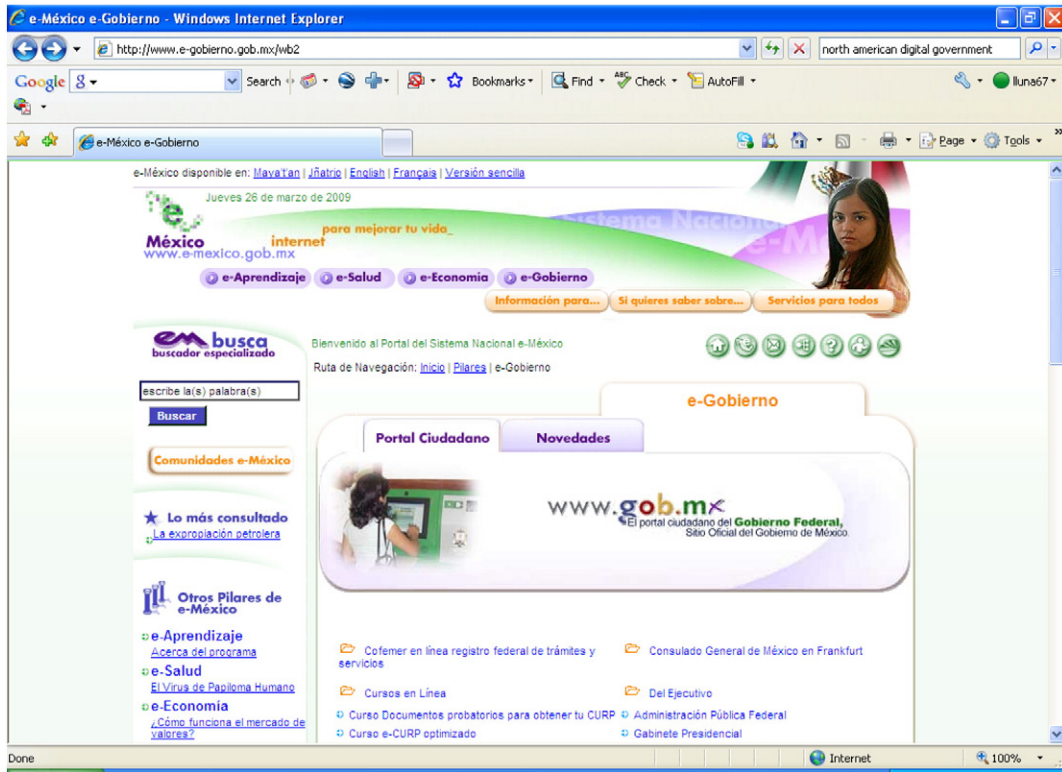 e-México e-Gobierno - Windows Internet Explorer
http://www.e-gobierno.gob.mx/wb2
north american digital government
Google
Search
Bookmarks
Find
Check
AutoFill
lluna67
e-México e-Gobierno
Page
Tools
e-México disponible en: MayaTan | Jñatrio | English | Français | Versión sencilla
Jueves 26 de marzo de 2009
para mejorar tu vida_
México
internet
www.e-mexico.gob.mx
Sistema Nacional
e-Aprendizaje
e-Salud
e-Economía
e-Gobierno
Información para...
Si quieres saber sobre...
Servicios para todos
em busca
buscador especializado
Bienvenido al Portal del Sistema Nacional e-México
Ruta de Navegación: Inicio | Pilares | e-Gobierno
escribe la(s) palabra(s)
Buscar
Comunidades e-México
e-Gobierno
Portal Ciudadano
Novedades
www.gob.mx
El portal ciudadano del Gobierno Federal,
Sitio Oficial del Gobierno de México.
Lo más consultado
La expropiación petrolera
Otros Pilares de
e-México
e-Aprendizaje
Acerca del programa
e-Salud
El Virus de Papiloma Humano
e-Economía
¿Cómo funciona el mercado de
valores?
Cofemer en línea registro federal de trámites y
servicios
Consulado General de México en Frankfurt
Cursos en Línea
Del Ejecutivo
Curso Documentos probatorios para obtener tu CURP
Administración Pública Federal
Curso e-CURP optimizado
Gabinete Presidencial
Done
Internet
100%